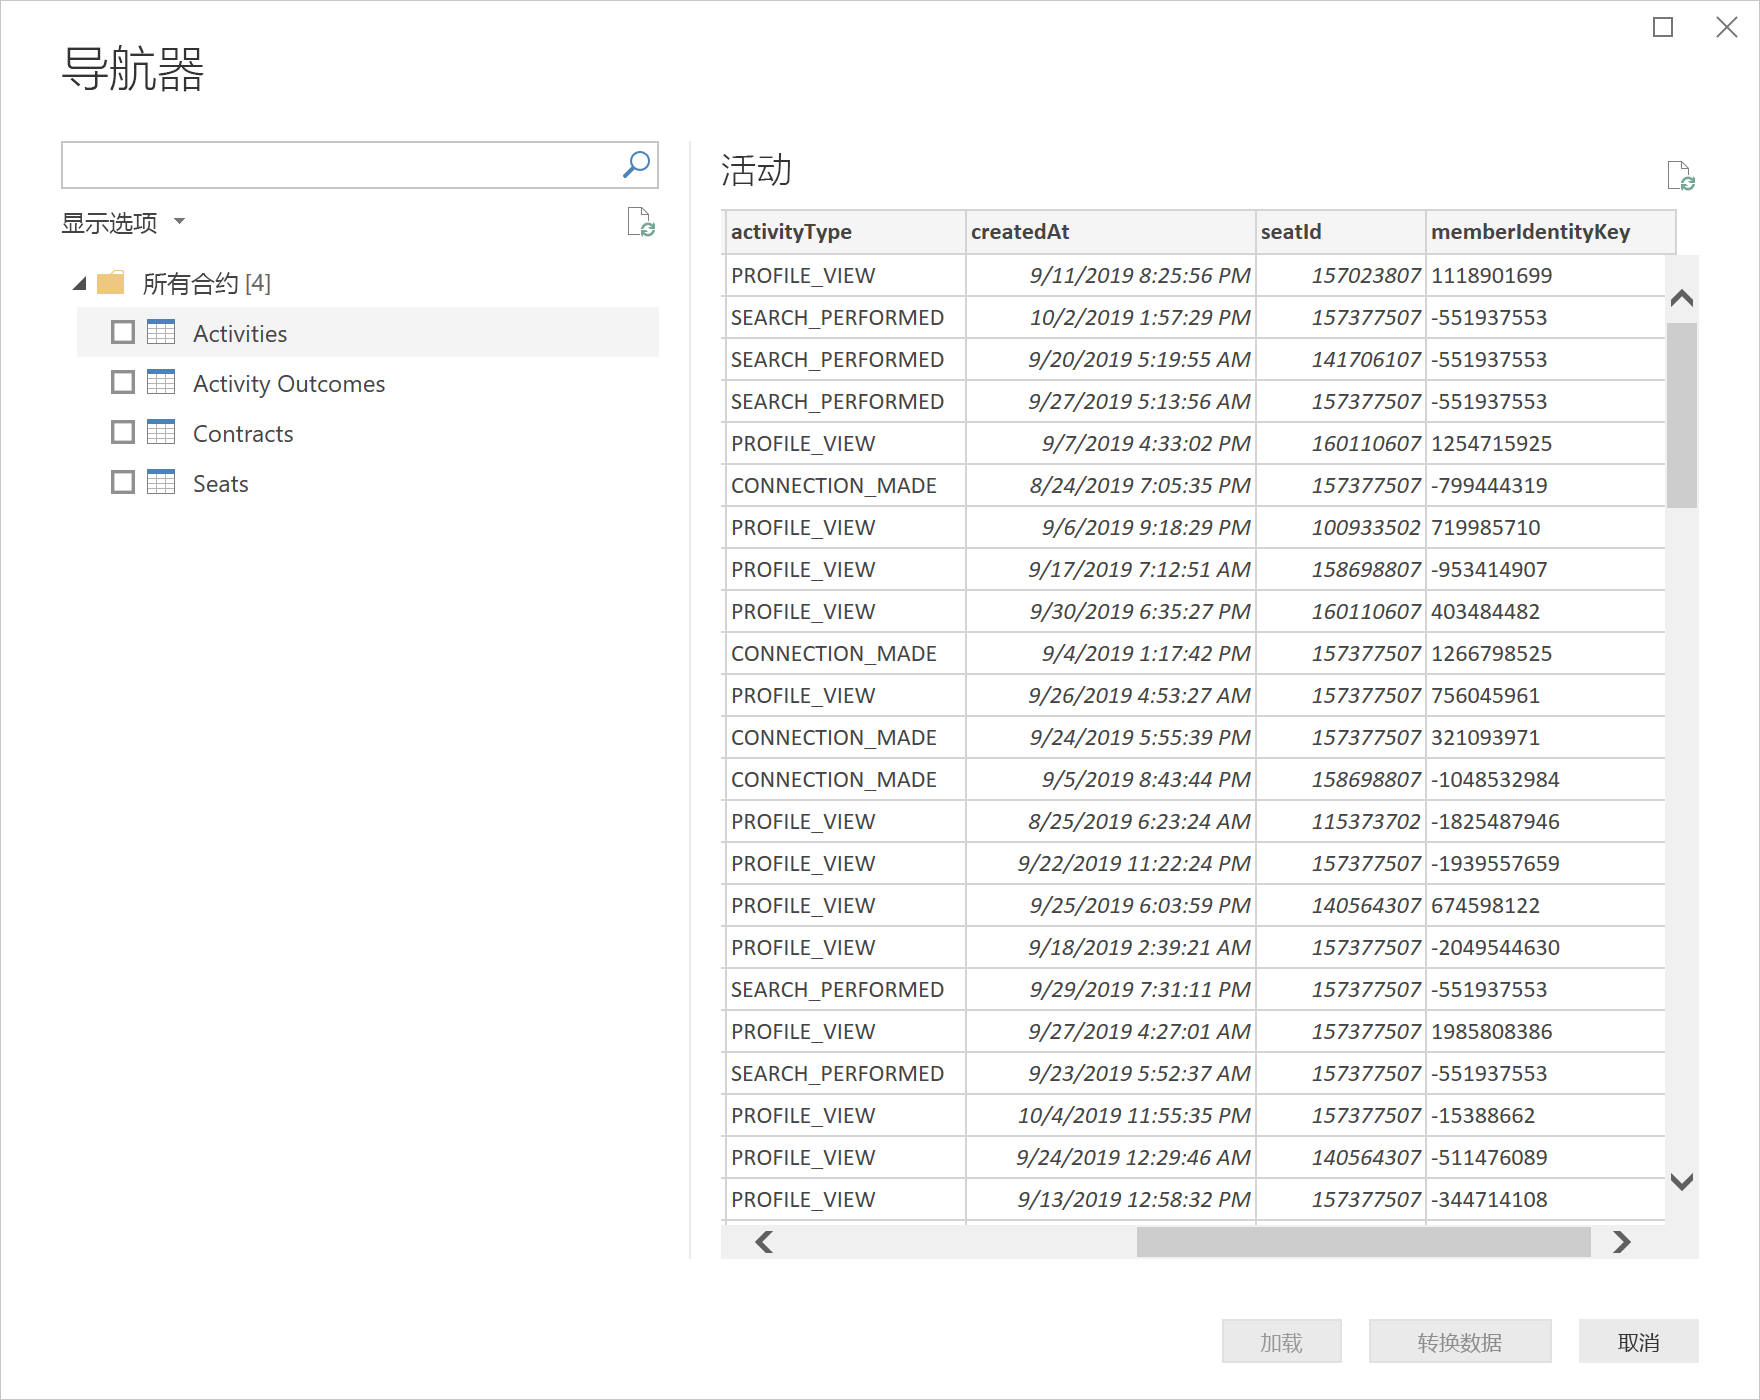 导航器
显示选项
所有合约 [4]
Activities
Activity Outcomes
Contracts
Seats
活动
activityType createdAt seatId memberIdentityKey
PROFILE_VIEW 9/11/2019 8:25:56 PM 157023807 1118901699
SEARCH_PERFORMED 10/2/2019 1:57:29 PM 157377507 -551937553
SEARCH_PERFORMED 9/20/2019 5:19:55 AM 141706107 -551937553
SEARCH_PERFORMED 9/27/2019 5:13:56 AM 157377507 -551937553
PROFILE_VIEW 9/7/2019 4:33:02 PM 160110607 1254715925
CONNECTION_MADE 8/24/2019 7:05:35 PM 157377507 -799444319
PROFILE_VIEW 9/6/2019 9:18:29 PM 100933502 719985710
PROFILE_VIEW 9/17/2019 7:12:51 AM 158698807 -953414907
PROFILE_VIEW 9/30/2019 6:35:27 PM 160110607 403484482
CONNECTION_MADE 9/4/2019 1:17:42 PM 157377507 1266798525
PROFILE_VIEW 9/26/2019 4:53:27 AM 157377507 756045961
CONNECTION_MADE 9/24/2019 5:55:39 PM 157377507 321093971
CONNECTION_MADE 9/5/2019 8:43:44 PM 158698807 -1048532984
PROFILE_VIEW 8/25/2019 6:23:24 AM 115373702 -1825487946
PROFILE_VIEW 9/22/2019 11:22:24 PM 157377507 -1939557659
PROFILE_VIEW 9/25/2019 6:03:59 PM 140564307 674598122
PROFILE_VIEW 9/18/2019 2:39:21 AM 157377507 -2049544630
SEARCH_PERFORMED 9/29/2019 7:31:11 PM 157377507 -551937553
PROFILE_VIEW 9/27/2019 4:27:01 AM 157377507 1985808386
SEARCH_PERFORMED 9/23/2019 5:52:37 AM 157377507 -551937553
PROFILE_VIEW 10/4/2019 11:55:35 PM 157377507 -15388662
PROFILE_VIEW 9/24/2019 12:29:46 AM 140564307 -511476089
PROFILE_VIEW 9/13/2019 12:58:32 PM 157377507 -344714108
加载 转换数据 取消